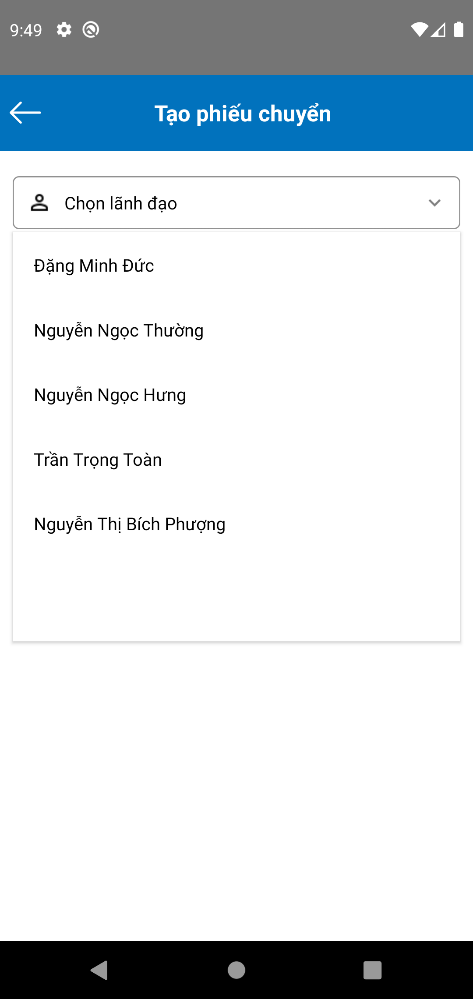 9:49
Tạo phiếu chuyển
Chọn lãnh đạo
Đặng Minh Đức
Nguyễn Ngọc Thường
Nguyễn Ngọc Hưng
Trần Trọng Toàn
Nguyễn Thị Bích Phượng